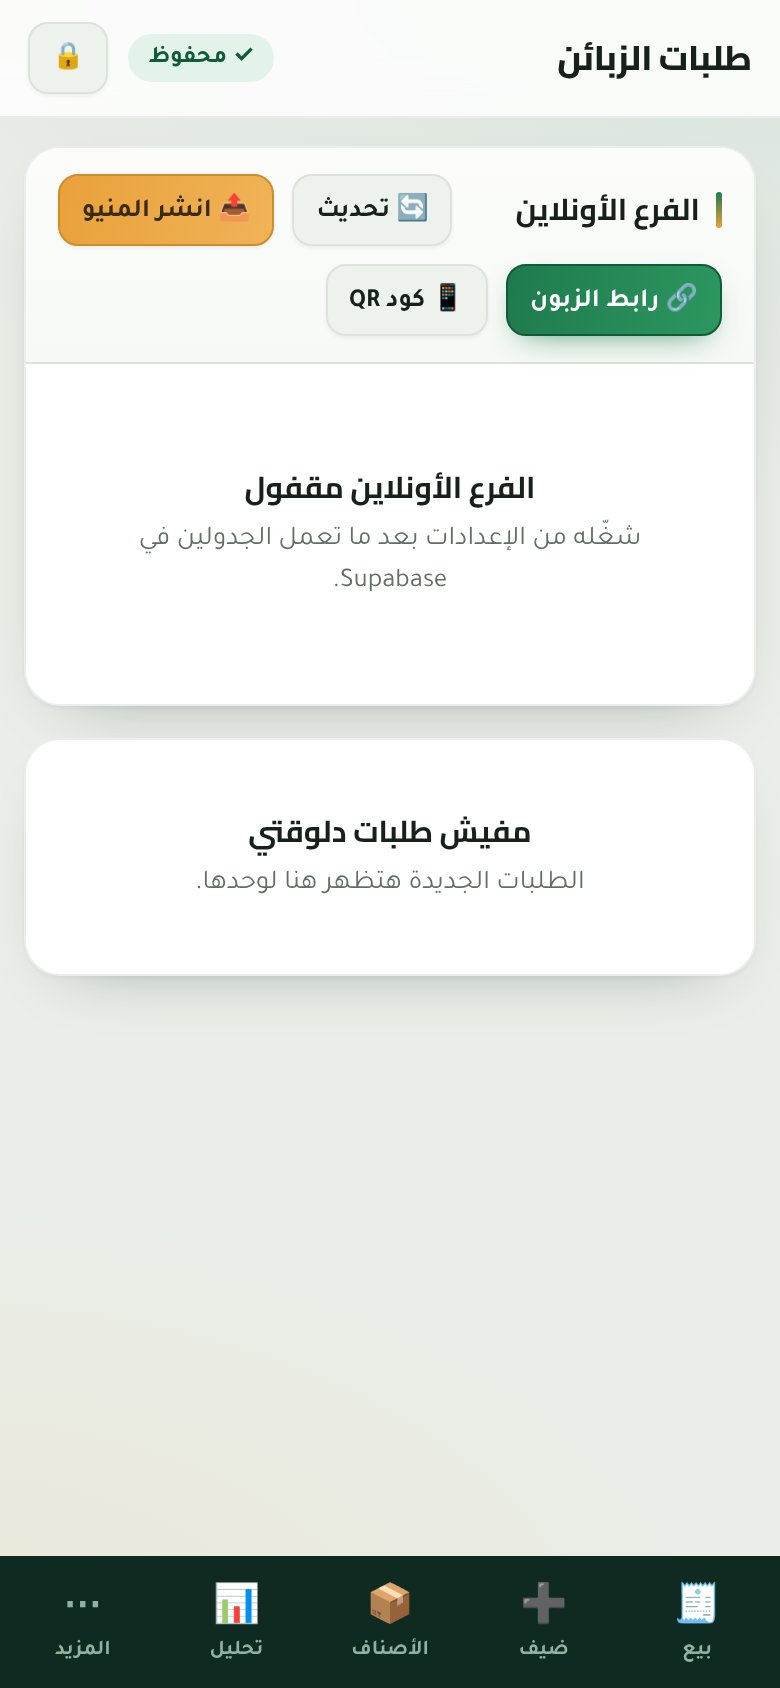 طلبات الزبائن
✓ محفوظ
الفرع الأونلاين
تحديث
انشر المنيو
رابط الزبون
كود QR
الفرع الأونلاين مقفول
شغّله من الإعدادات بعد ما تعمل الجدولين في
Supabase.
مفيش طلبات دلوقتي
الطلبات الجديدة هتظهر هنا لوحدها.
بيع
ضيف
الأصناف
تحليل
المزيد